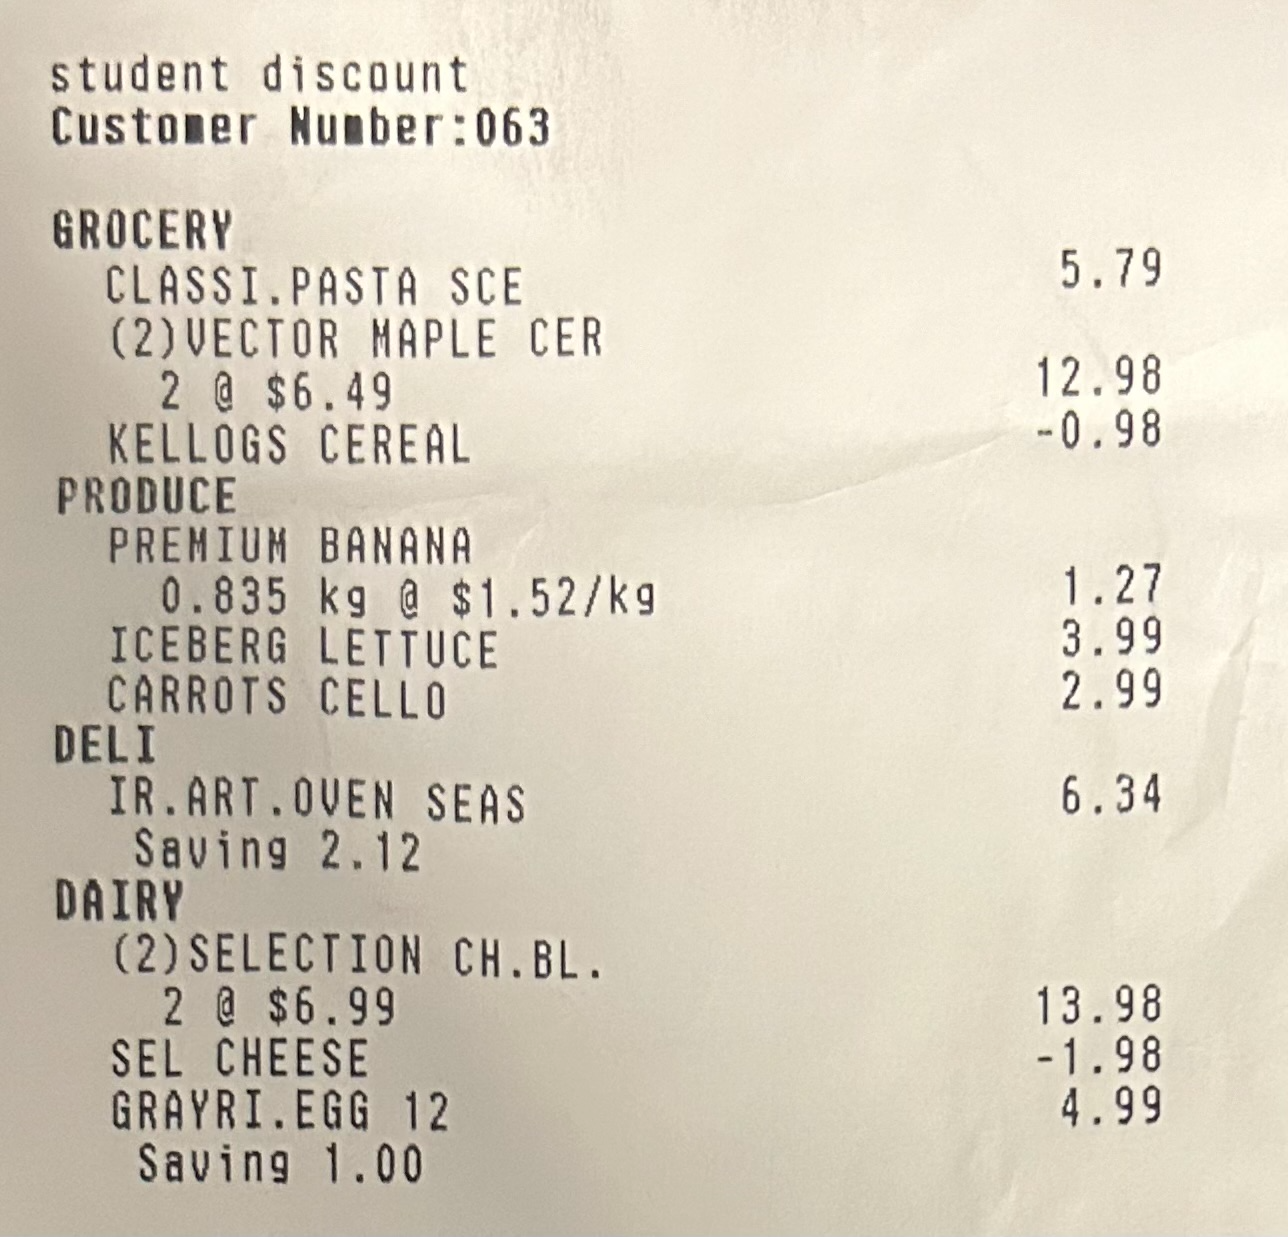 student discount
Customer Number:063
GROCERY
CLASSI.PASTA SCE 5.79
(2)VECTOR MAPLE CER
2 @ $6.49 12.98
KELLOGS CEREAL -0.98
PRODUCE
PREMIUM BANANA
0.835 kg @ $1.52/kg 1.27
ICEBERG LETTUCE 3.99
CARROTS CELLO 2.99
DELI
IR.ART.OVEN SEAS 6.34
Saving 2.12
DAIRY
(2)SELECTION CH.BL.
2 @ $6.99 13.98
SEL CHEESE -1.98
GRAYRI.EGG 12 4.99
Saving 1.00